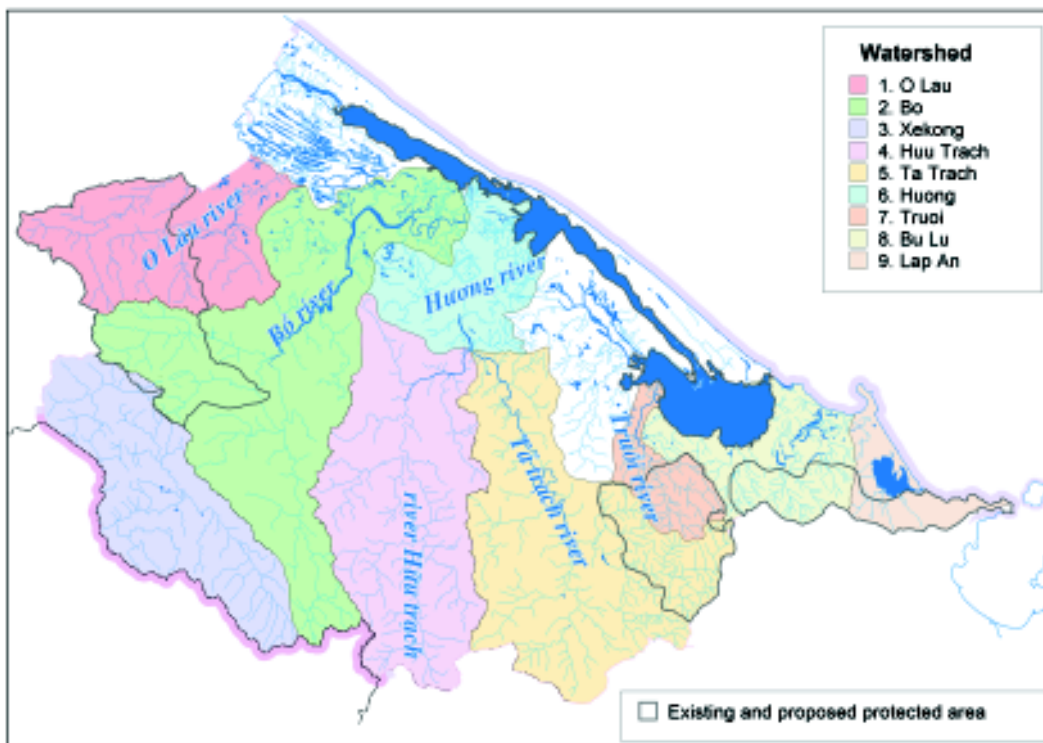 Watershed
1. O Lau
2. Bo
3. Xekong
4. Huu Trach
5. Ta Trach
6. Huong
7. Truoi
8. Bu Lu
9. Lap An
O Lau river
Bo river
Huong river
river Huu trach
Ta trach river
Truoi river
Existing and proposed protected area